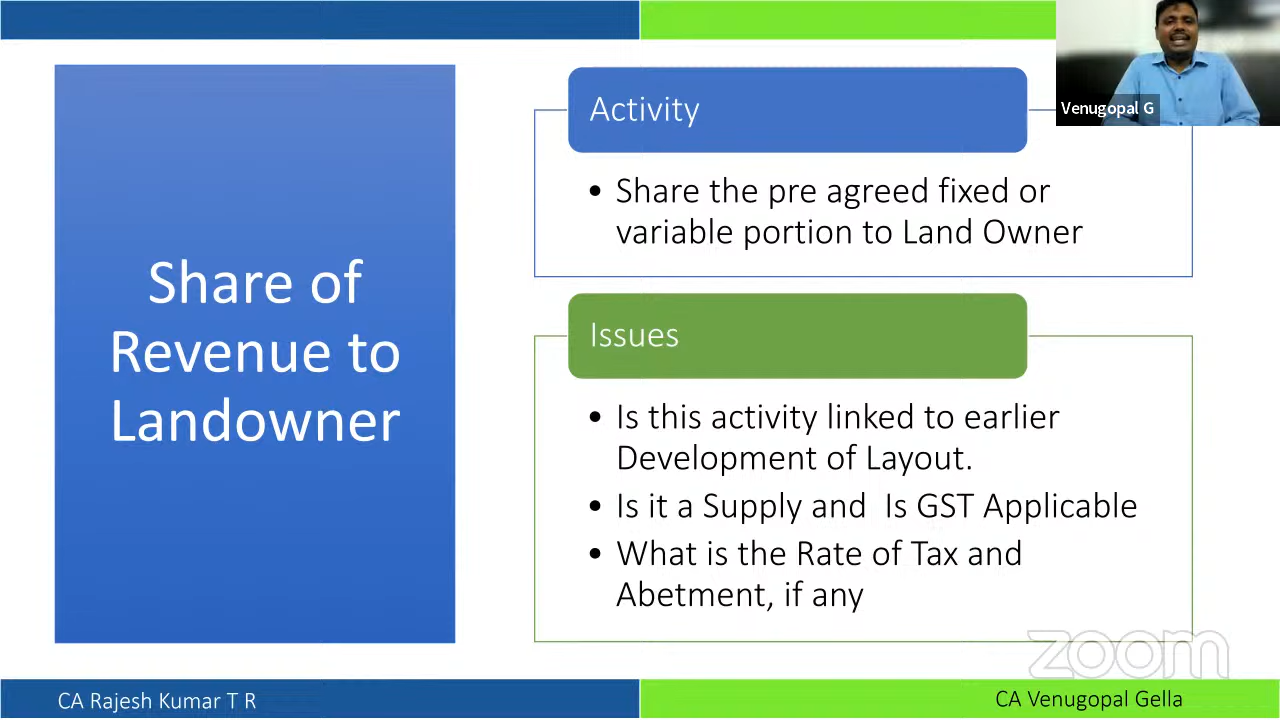 Share of
Revenue to
Landowner
Activity
• Share the pre agreed fixed or
variable portion to Land Owner
Issues
• Is this activity linked to earlier
Development of Layout.
• Is it a Supply and  Is GST Applicable
• What is the Rate of Tax and
Abetment, if any
Venugopal G
zoom
CA Rajesh Kumar T R
CA Venugopal Gella